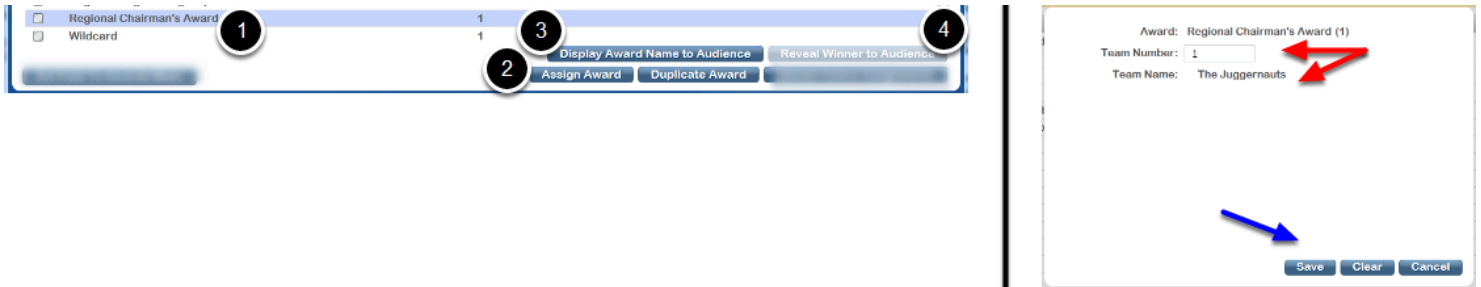 Regional Chairman's Award 1
Wildcard 1
1
3
4
Display Award Name to Audience Reveal Winner to Audience
2
Assign Award Duplicate Award
Award: Regional Chairman's Award (1)
Team Number: 1
Team Name: The Juggernauts
Save Clear Cancel